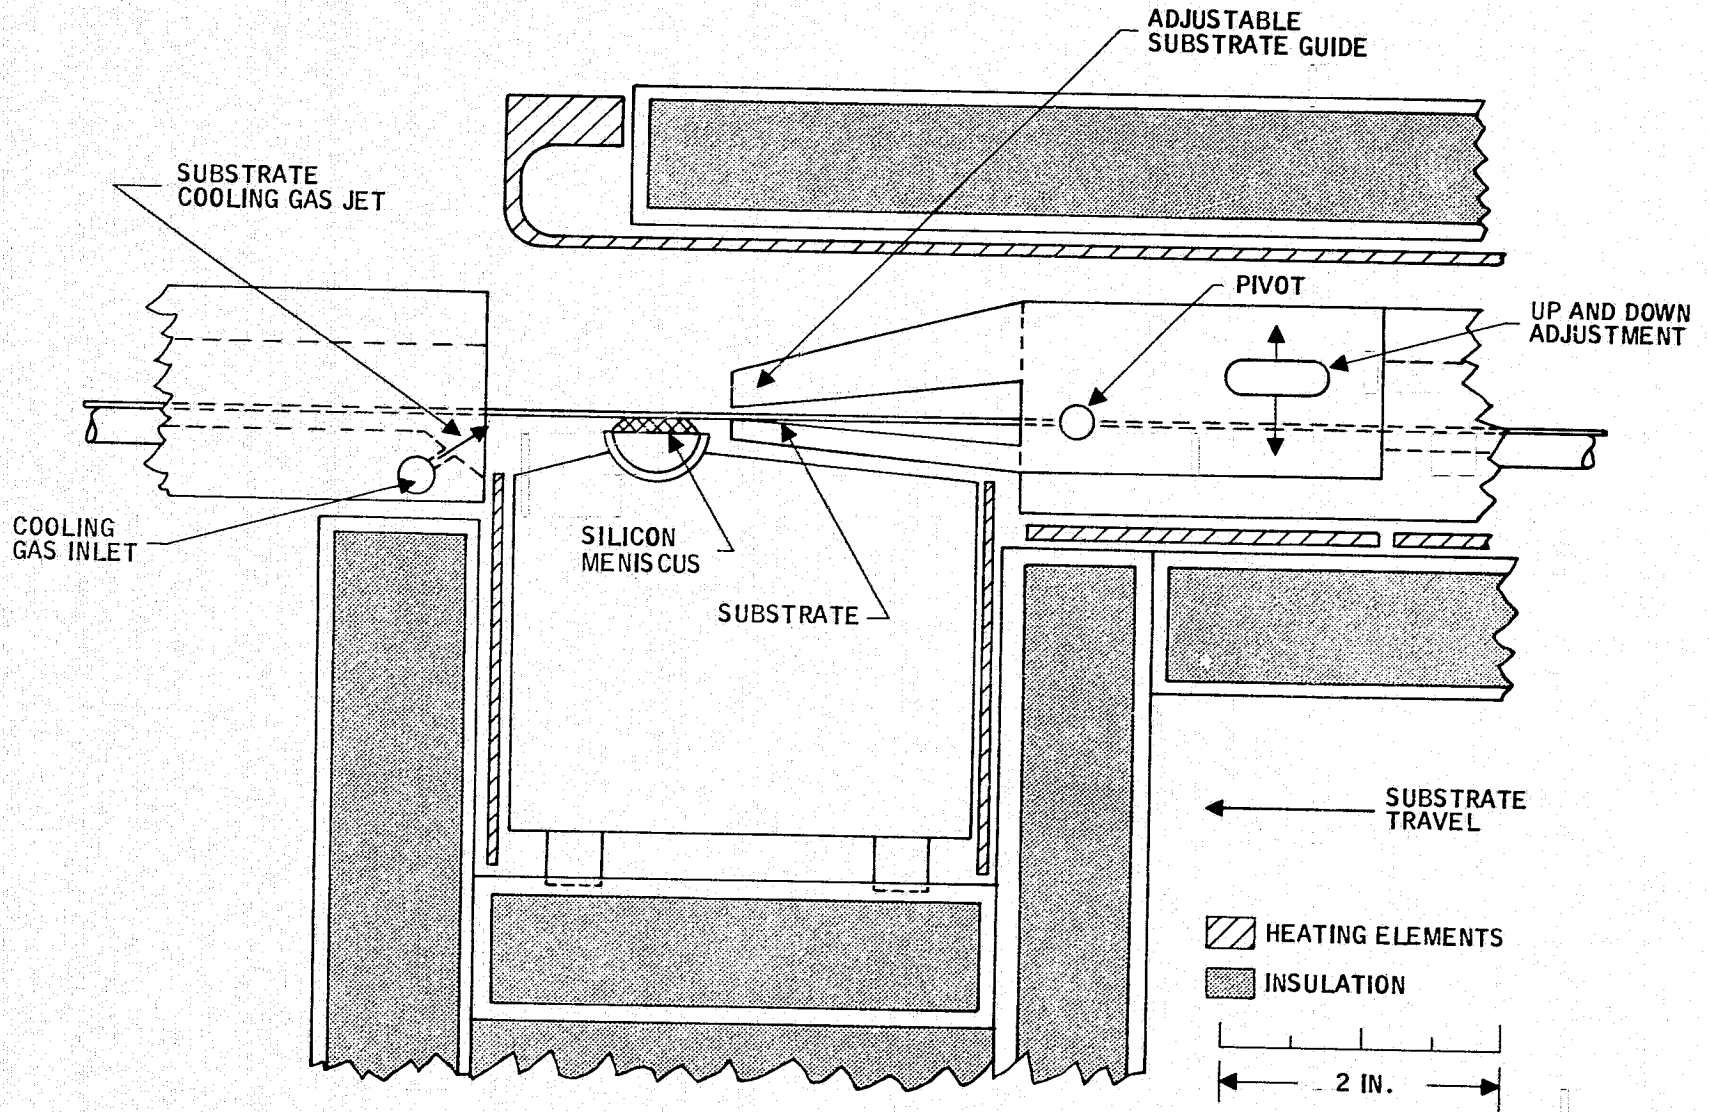 ADJUSTABLE
SUBSTRATE GUIDE
SUBSTRATE
COOLING GAS JET
PIVOT
UP AND DOWN
ADJUSTMENT
COOLING
GAS INLET
SILICON
MENISCUS
SUBSTRATE
SUBSTRATE
TRAVEL
HEATING ELEMENTS
INSULATION
2 IN.